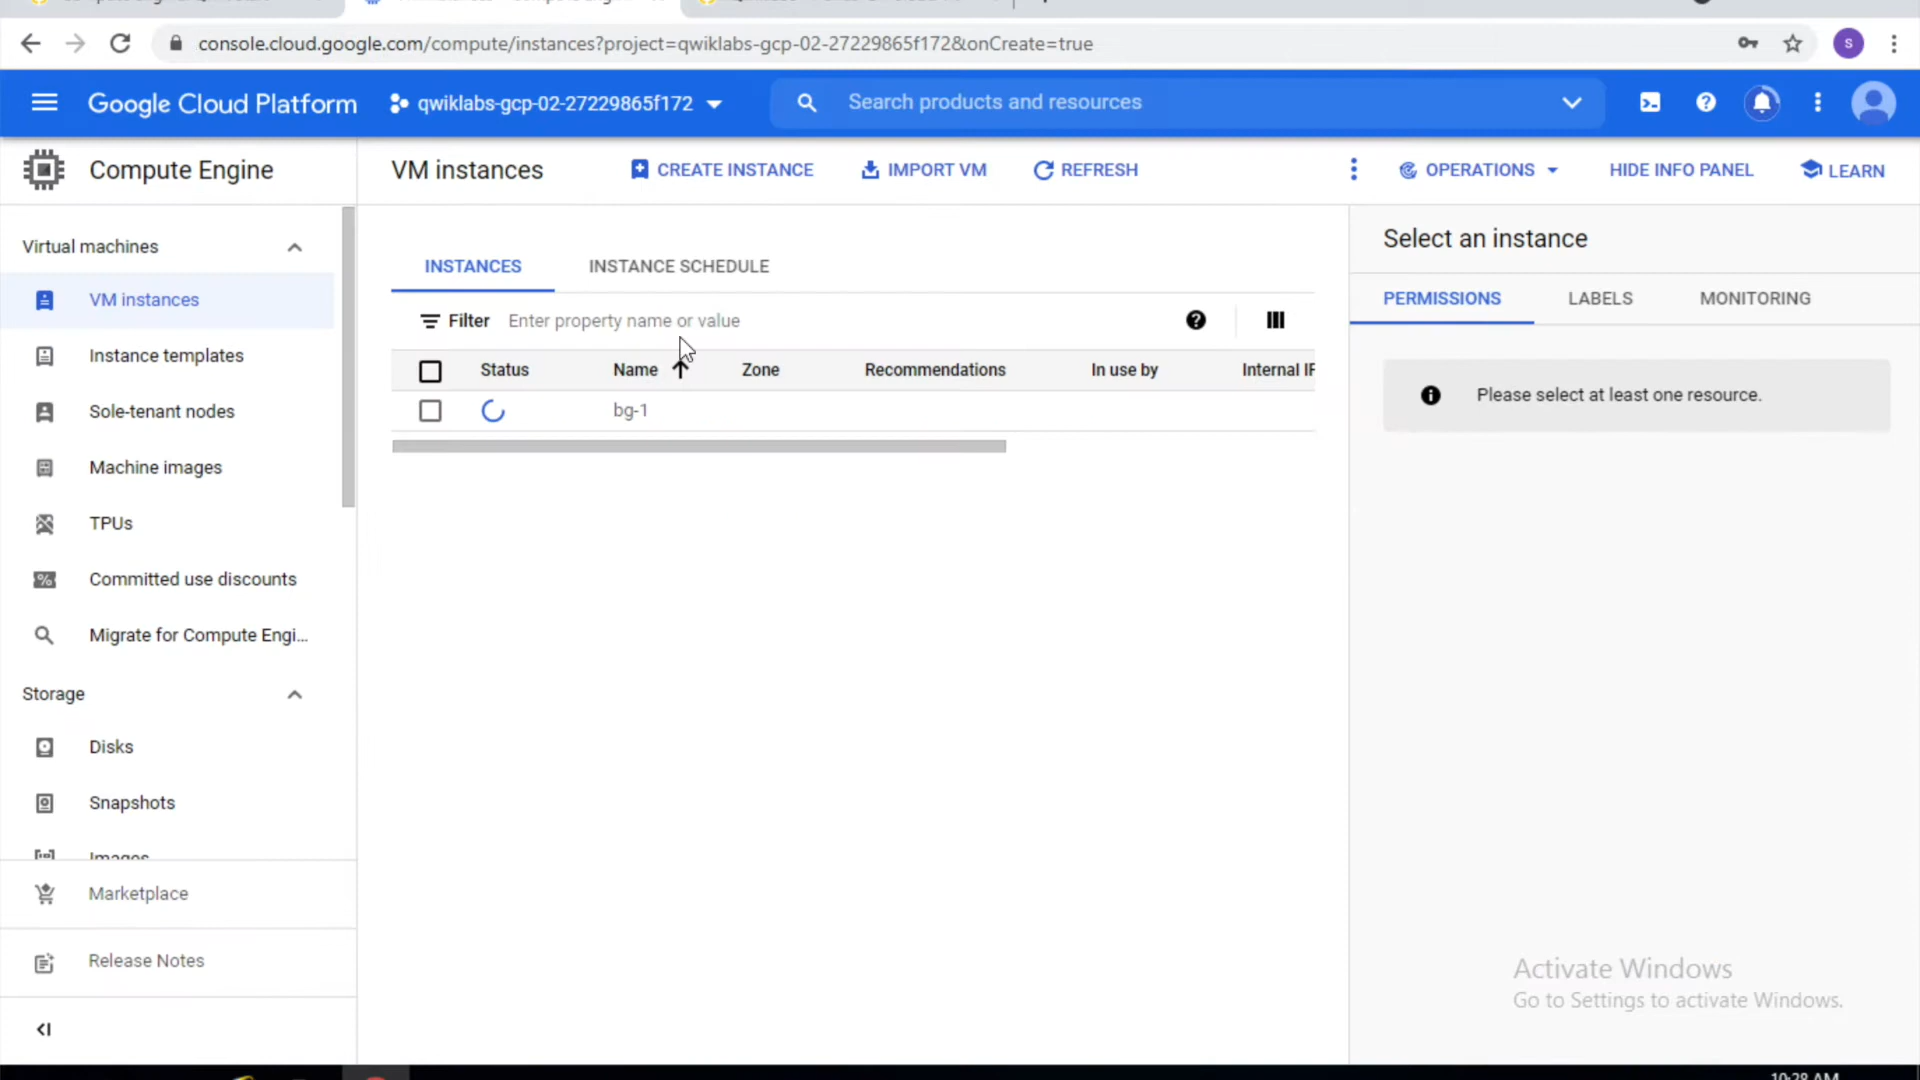 console.cloud.google.com/compute/instances?project=qwiklabs-gcp-02-27229865f172&onCreate=true
S
Google Cloud Platform
qwiklabs-gcp-02-27229865f172
Search products and resources
Compute Engine
VM instances
CREATE INSTANCE
IMPORT VM
REFRESH
OPERATIONS
HIDE INFO PANEL
LEARN
Virtual machines
VM instances
Instance templates
Sole-tenant nodes
Machine images
TPUs
Committed use discounts
Migrate for Compute Engi...
Storage
Disks
Snapshots
Images
Marketplace
Release Notes
INSTANCES
INSTANCE SCHEDULE
Filter
Enter property name or value
Status
Name
Zone
Recommendations
In use by
Internal IP
bg-1
Select an instance
PERMISSIONS
LABELS
MONITORING
Please select at least one resource.
Activate Windows
Go to Settings to activate Windows.
10:28 AM